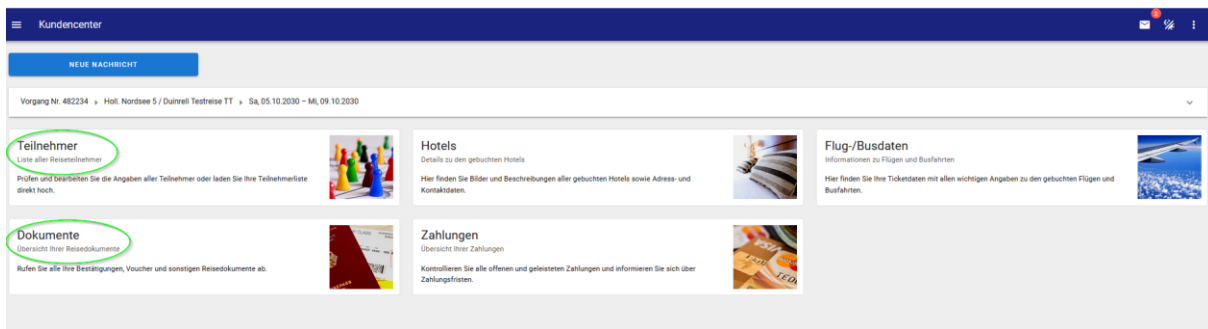 Kundencenter
2
NEUE NACHRICHT
Vorgang Nr. 482234 › Holl. Nordsee 5 / Duinrell Testreise TT › Sa, 05.10.2030 – Mi, 09.10.2030
Teilnehmer
Liste aller Reiseteilnehmer
Prüfen und bearbeiten Sie die Angaben aller Teilnehmer oder laden Sie Ihre Teilnehmerliste
direkt hoch.
Hotels
Details zu den gebuchten Hotels
Hier finden Sie Bilder und Beschreibungen aller gebuchten Hotels sowie Adress- und
Kontaktdaten.
Flug-/Busdaten
Informationen zu Flügen und Busfahrten
Hier finden Sie Ihre Ticketdaten mit allen wichtigen Angaben zu den gebuchten Flügen und
Busfahrten.
Dokumente
Übersicht Ihrer Reisedokumente
Rufen Sie alle Ihre Bestätigungen, Voucher und sonstigen Reisedokumente ab.
Zahlungen
Übersicht Ihrer Zahlungen
Kontrollieren Sie alle offenen und geleisteten Zahlungen und informieren Sie sich über
Zahlungsfristen.